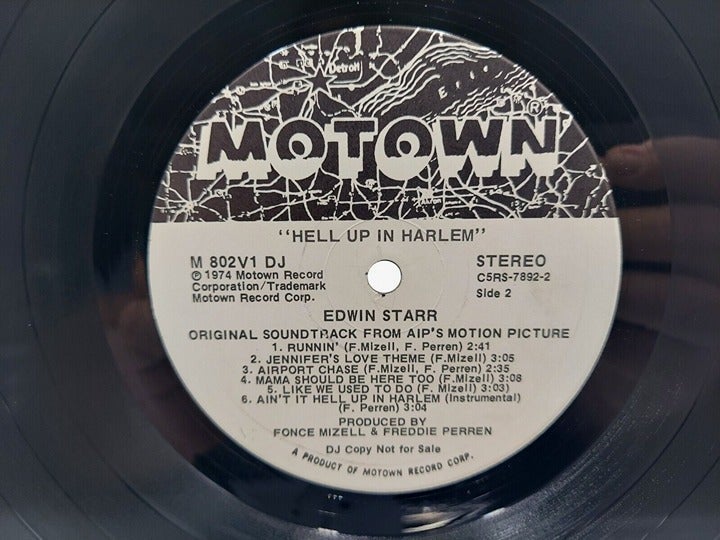 Detroit
MOTOWN®
"HELL UP IN HARLEM"
M 802V1 DJ
℗ 1974 Motown Record
Corporation/Trademark
Motown Record Corp.
STEREO
C5RS-7892-2
Side 2
EDWIN STARR
ORIGINAL SOUNDTRACK FROM AIP'S MOTION PICTURE
1. RUNNIN' (F.Mizell, F. Perren) 2:41
2. JENNIFER'S LOVE THEME (F.Mizell) 3:05
3. AIRPORT CHASE (F.Mizell, F. Perren) 2:35
4. MAMA SHOULD BE HERE TOO (F.Mizell) 3:08
5. LIKE WE USED TO DO (F. Mizell) 3:03)
6. AIN'T IT HELL UP IN HARLEM (Instrumental)
(F. Perren) 3:04
PRODUCED BY
FONCE MIZELL & FREDDIE PERREN
DJ Copy Not for Sale
A PRODUCT OF MOTOWN RECORD CORP.